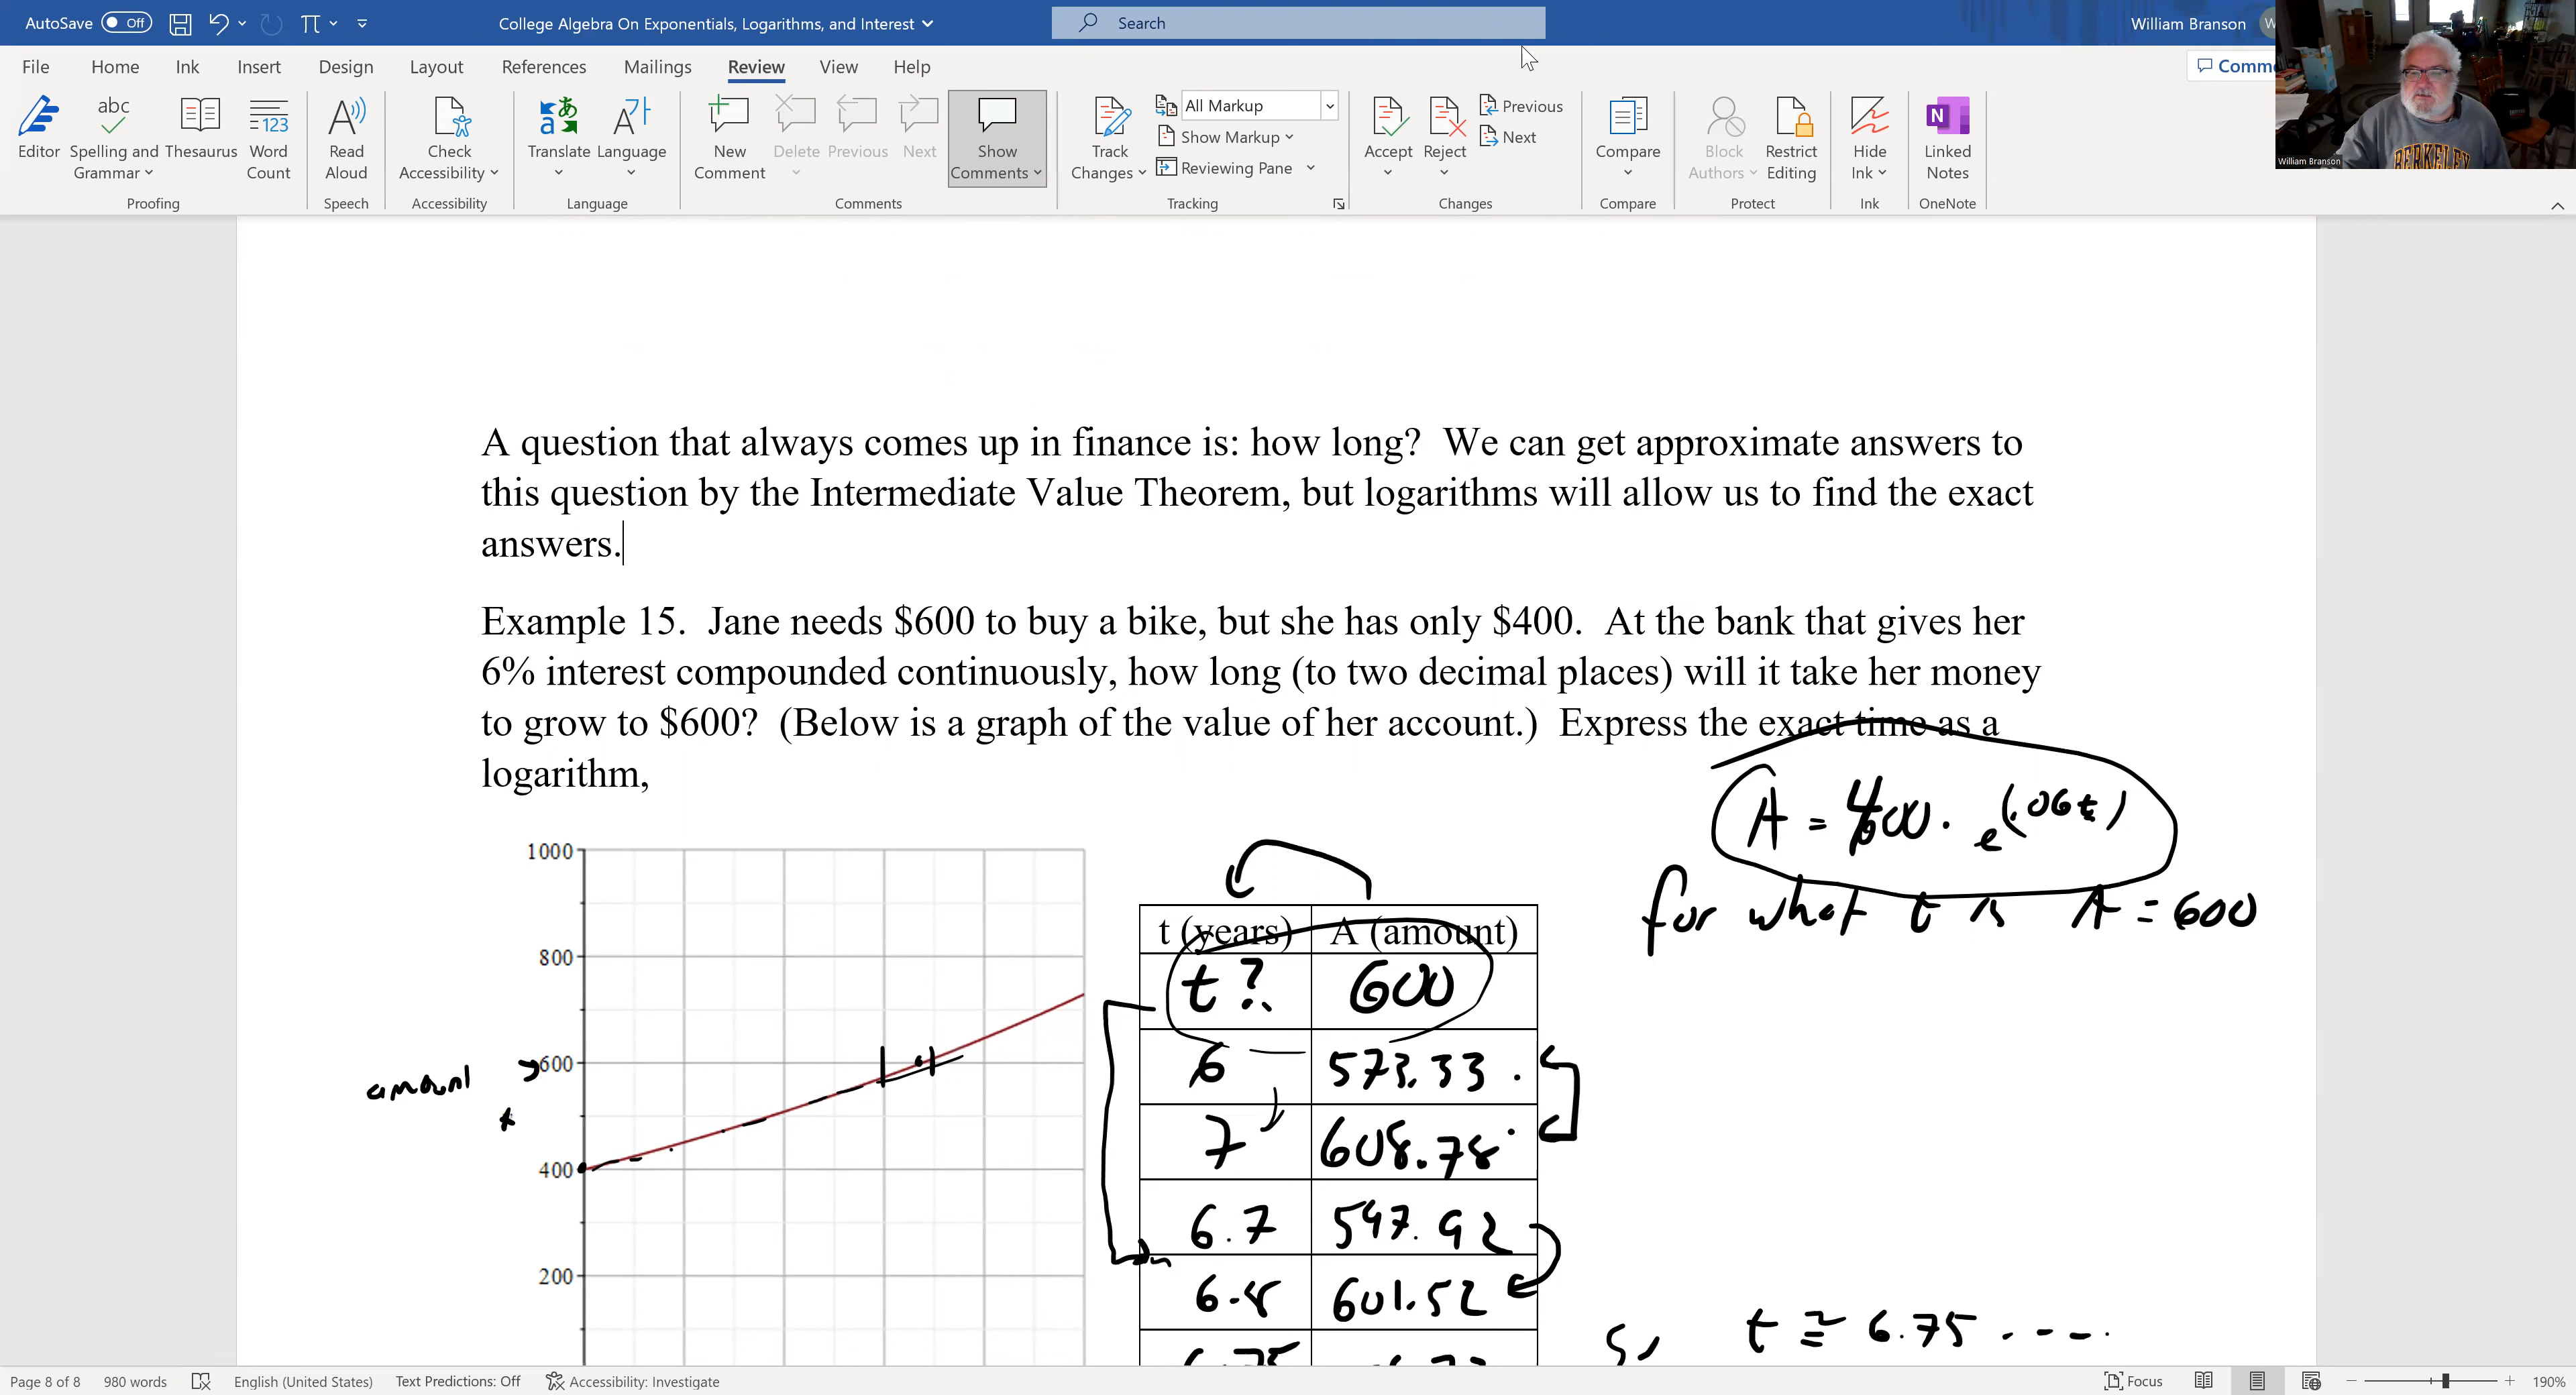 AutoSave Off
College Algebra On Exponentials, Logarithms, and Interest
Search
William Branson
File Home Ink Insert Design Layout References Mailings Review View Help
Editor
abc
Spelling and Grammar
Thesaurus
123
Word Count
Read Aloud
Check Accessibility
Translate
Language
New Comment
Delete
Previous
Next
Show Comments
Track Changes
All Markup
Show Markup
Reviewing Pane
Accept
Reject
Previous
Next
Compare
Block Authors
Restrict Editing
Hide Ink
Linked Notes
Proofing Speech Accessibility Language Comments Tracking Changes Compare Protect Ink OneNote
William Branson
BERKELEY
A question that always comes up in finance is: how long? We can get approximate answers to
this question by the Intermediate Value Theorem, but logarithms will allow us to find the exact
answers.
Example 15. Jane needs $600 to buy a bike, but she has only $400. At the bank that gives her
6% interest compounded continuously, how long (to two decimal places) will it take her money
to grow to $600? (Below is a graph of the value of her account.) Express the exact time as a
logarithm,
A = 400 · e^(.06t)
for what t is A = 600
1000
800
600
400
200
amount
t (years) A (amount)
t? 600
6 573.33
7 608.78
6.7 597.92
6.8 601.52
t ≅ 6.75 ----
Page 8 of 8 980 words English (United States) Text Predictions: Off Accessibility: Investigate Focus 190%